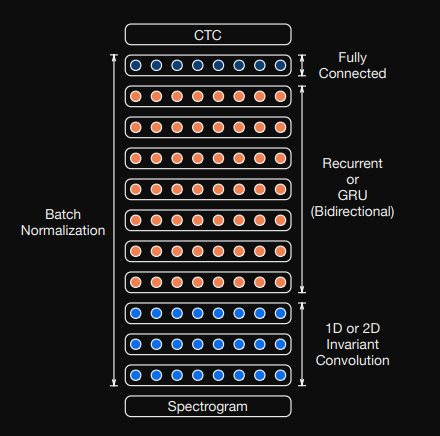 CTC
Fully
Connected
Recurrent
or
GRU
(Bidirectional)
Batch
Normalization
1D or 2D
Invariant
Convolution
Spectrogram